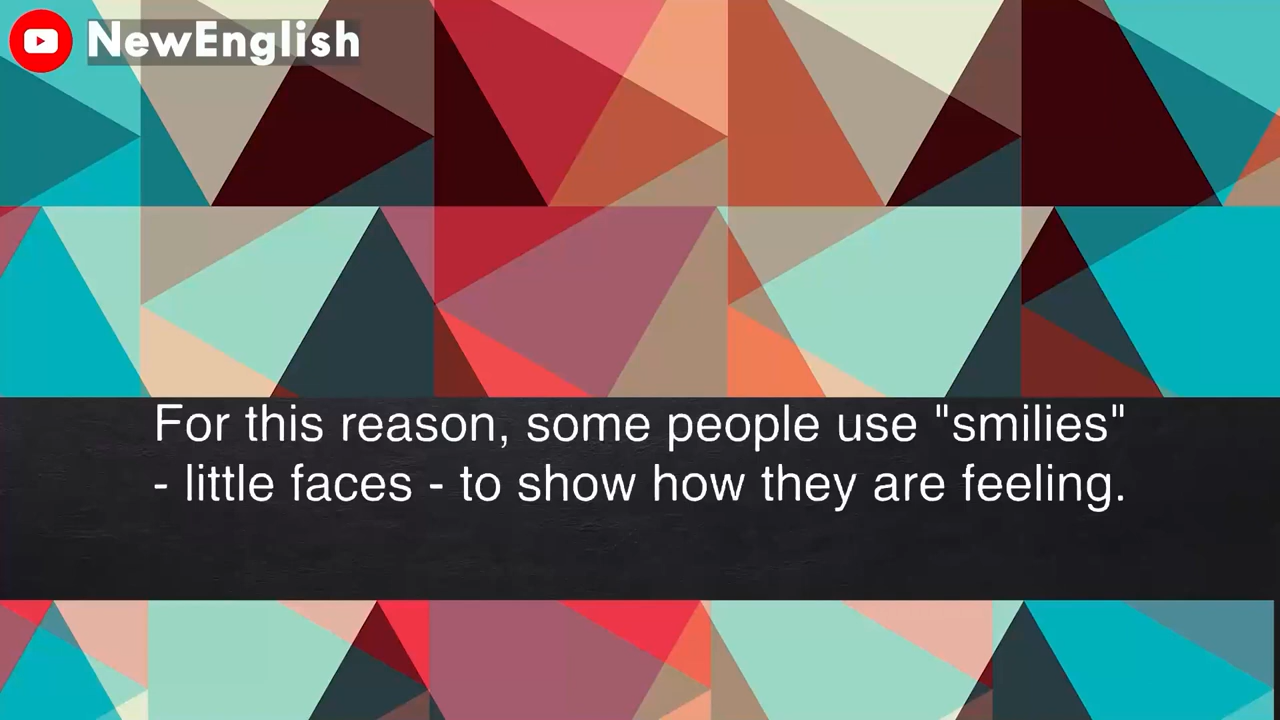 NewEnglish
For this reason, some people use "smilies"
- little faces - to show how they are feeling.